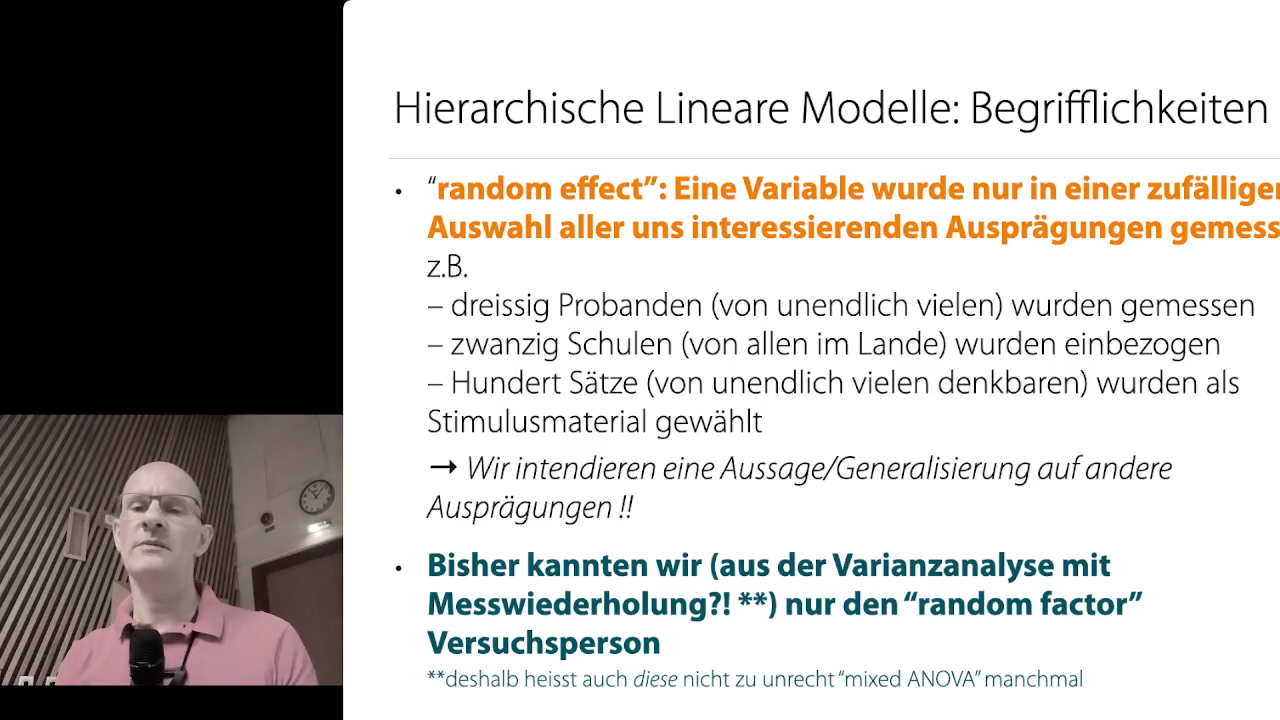 Hierarchische Lineare Modelle: Begrifflichkeiten
• “random effect”: Eine Variable wurde nur in einer zufälligen
Auswahl aller uns interessierenden Ausprägungen gemess
z.B.
– dreissig Probanden (von unendlich vielen) wurden gemessen
– zwanzig Schulen (von allen im Lande) wurden einbezogen
– Hundert Sätze (von unendlich vielen denkbaren) wurden als
Stimulusmaterial gewählt
→ Wir intendieren eine Aussage/Generalisierung auf andere
Ausprägungen !!
• Bisher kannten wir (aus der Varianzanalyse mit
Messwiederholung?! **) nur den “random factor”
Versuchsperson
**deshalb heisst auch diese nicht zu unrecht “mixed ANOVA” manchmal